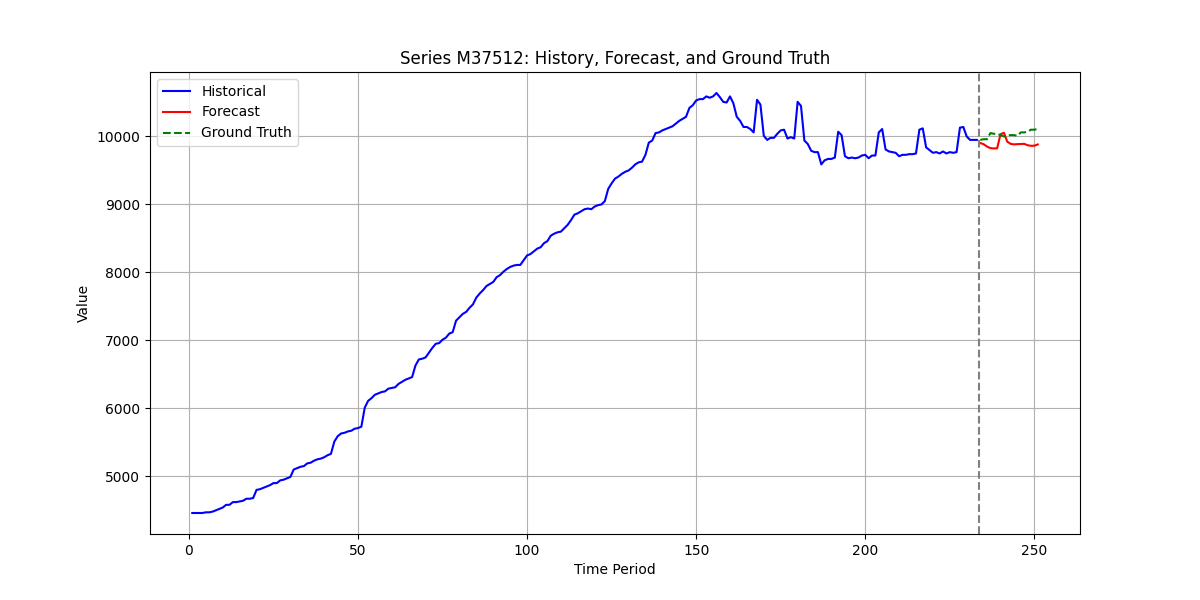 Series M37512: History, Forecast, and Ground Truth
Historical
Forecast
Ground Truth
10000
9000
8000
7000
6000
5000
Value
0
50
100
150
200
250
Time Period